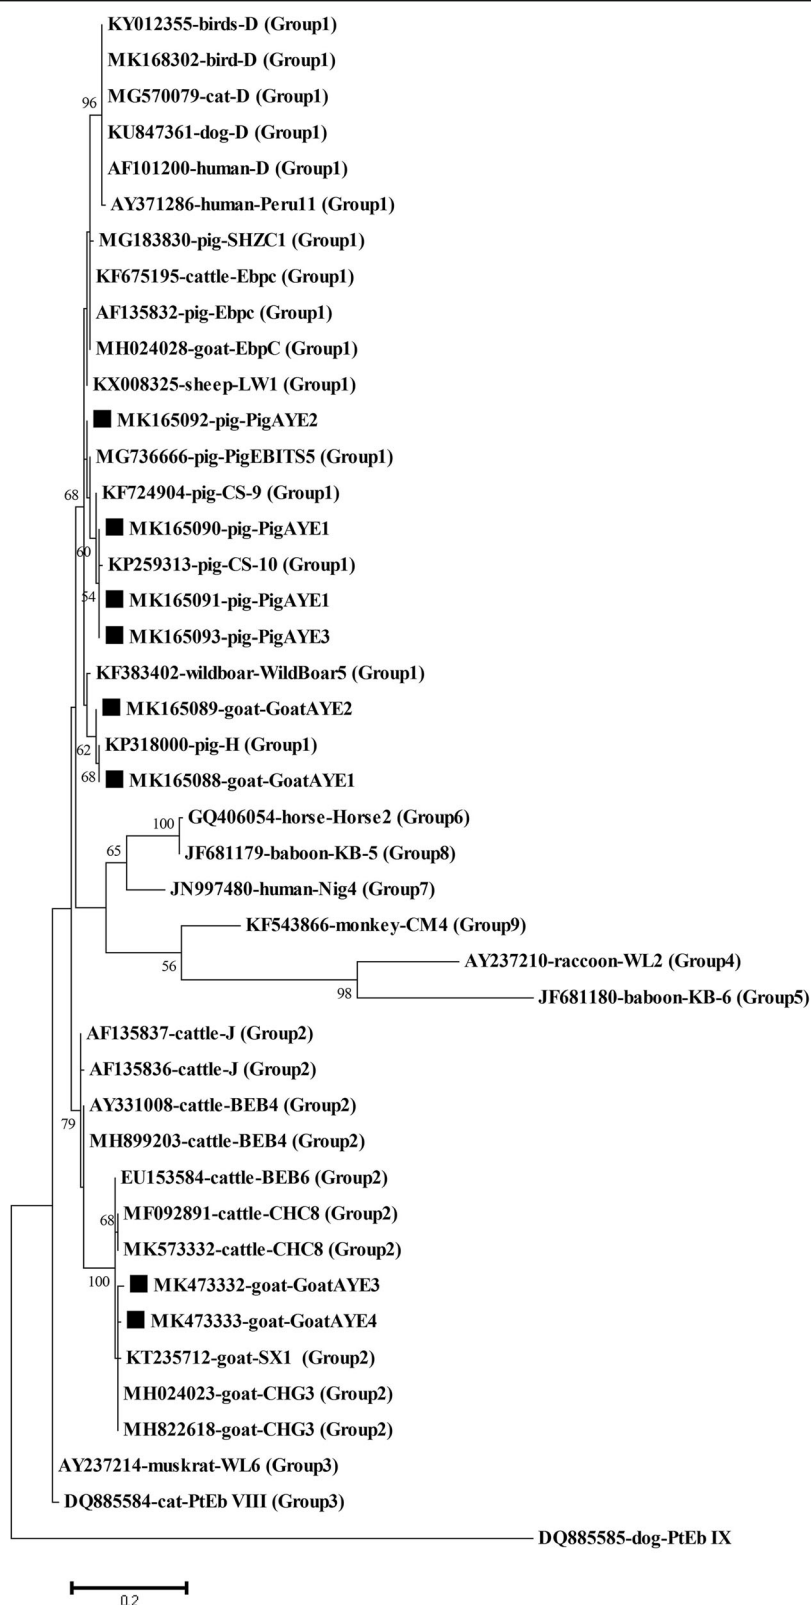 KY012355-birds-D (Group1)
MK168302-bird-D (Group1)
MG570079-cat-D (Group1)
96
KU847361-dog-D (Group1)
AF101200-human-D (Group1)
AY371286-human-Peru11 (Group1)
MG183830-pig-SHZC1 (Group1)
KF675195-cattle-Ebpc (Group1)
AF135832-pig-Ebpc (Group1)
MH024028-goat-EbpC (Group1)
KX008325-sheep-LW1 (Group1)
MK165092-pig-PigAYE2
MG736666-pig-PigEBITS5 (Group1)
68
KF724904-pig-CS-9 (Group1)
MK165090-pig-PigAYE1
60
KP259313-pig-CS-10 (Group1)
54
MK165091-pig-PigAYE1
MK165093-pig-PigAYE3
KF383402-wildboar-WildBoar5 (Group1)
MK165089-goat-GoatAYE2
62
KP318000-pig-H (Group1)
68
MK165088-goat-GoatAYE1
100
GQ406054-horse-Horse2 (Group6)
65
JF681179-baboon-KB-5 (Group8)
JN997480-human-Nig4 (Group7)
KF543866-monkey-CM4 (Group9)
56
AY237210-raccoon-WL2 (Group4)
98
JF681180-baboon-KB-6 (Group5)
AF135837-cattle-J (Group2)
AF135836-cattle-J (Group2)
AY331008-cattle-BEB4 (Group2)
79
MH899203-cattle-BEB4 (Group2)
EU153584-cattle-BEB6 (Group2)
68
MF092891-cattle-CHC8 (Group2)
MK573332-cattle-CHC8 (Group2)
100
MK473332-goat-GoatAYE3
MK473333-goat-GoatAYE4
KT235712-goat-SX1 (Group2)
MH024023-goat-CHG3 (Group2)
MH822618-goat-CHG3 (Group2)
AY237214-muskrat-WL6 (Group3)
DQ885584-cat-PtEb VIII (Group3)
DQ885585-dog-PtEb IX
0.2